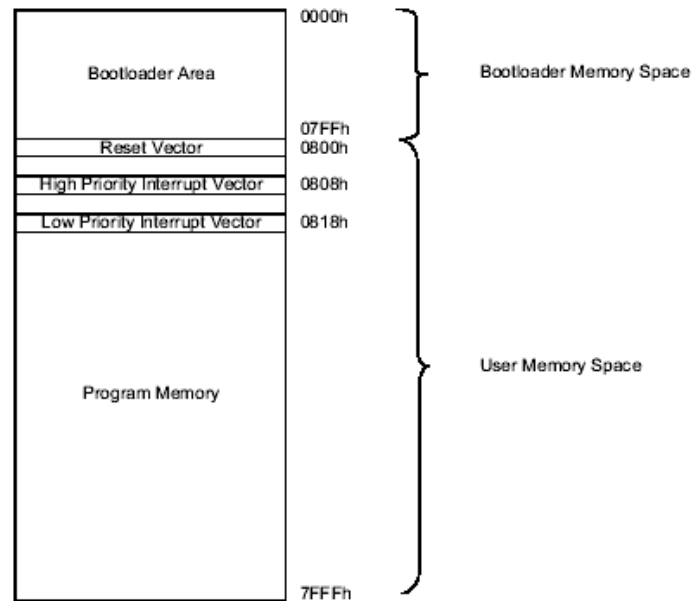 0000h
Bootloader Area
Bootloader Memory Space
07FFh
Reset Vector
0800h
High Priority Interrupt Vector
0808h
Low Priority Interrupt Vector
0818h
User Memory Space
Program Memory
7FFFh